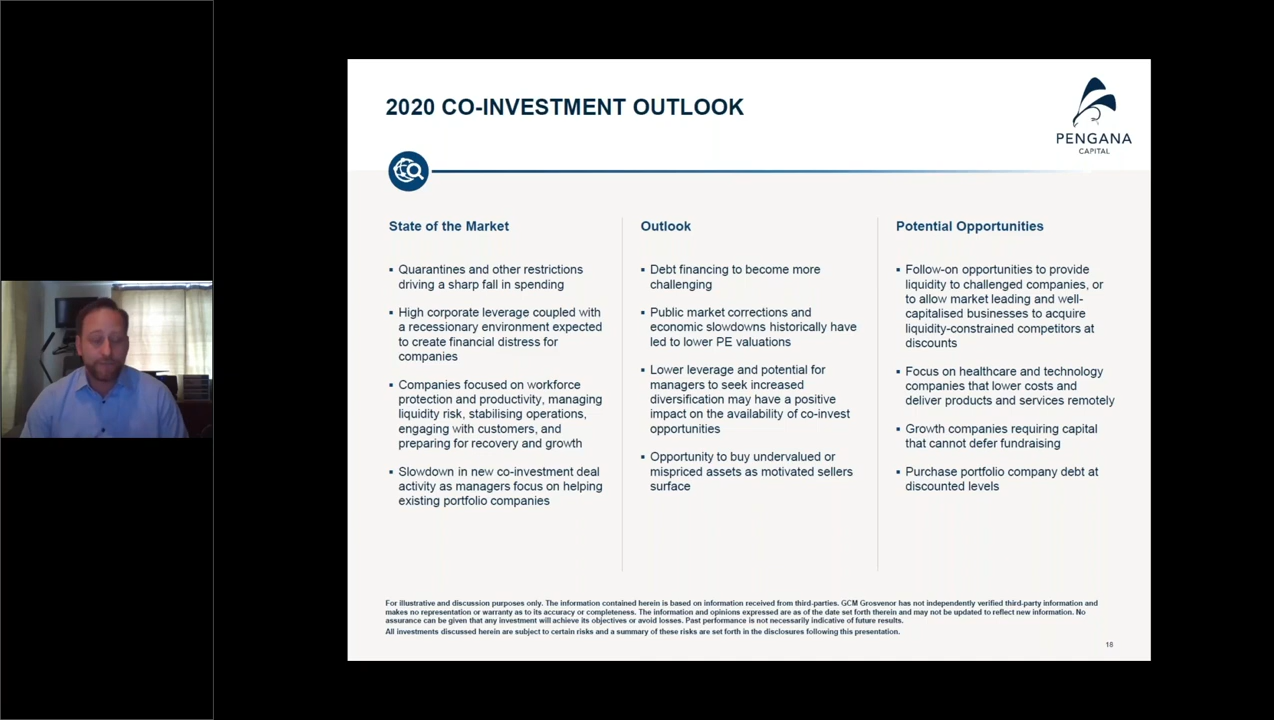 2020 CO-INVESTMENT OUTLOOK
PENGANA
CAPITAL
State of the Market
▪ Quarantines and other restrictions
driving a sharp fall in spending
▪ High corporate leverage coupled with
a recessionary environment expected
to create financial distress for
companies
▪ Companies focused on workforce
protection and productivity, managing
liquidity risk, stabilising operations,
engaging with customers, and
preparing for recovery and growth
▪ Slowdown in new co-investment deal
activity as managers focus on helping
existing portfolio companies
Outlook
▪ Debt financing to become more
challenging
▪ Public market corrections and
economic slowdowns historically have
led to lower PE valuations
▪ Lower leverage and potential for
managers to seek increased
diversification may have a positive
impact on the availability of co-invest
opportunities
▪ Opportunity to buy undervalued or
mispriced assets as motivated sellers
surface
Potential Opportunities
▪ Follow-on opportunities to provide
liquidity to challenged companies, or
to allow market leading and well-
capitalised businesses to acquire
liquidity-constrained competitors at
discounts
▪ Focus on healthcare and technology
companies that lower costs and
deliver products and services remotely
▪ Growth companies requiring capital
that cannot defer fundraising
▪ Purchase portfolio company debt at
discounted levels
For illustrative and discussion purposes only. The information contained herein is based on information received from third-parties. GCM Grosvenor has not independently verified third-party information and
makes no representation or warranty as to its accuracy or completeness. The information and opinions expressed are as of the date set forth therein and may not be updated to reflect new information. No
assurance can be given that any investment will achieve its objectives or avoid losses. Past performance is not necessarily indicative of future results.
All investments discussed herein are subject to certain risks and a summary of these risks are set forth in the disclosures following this presentation.
18